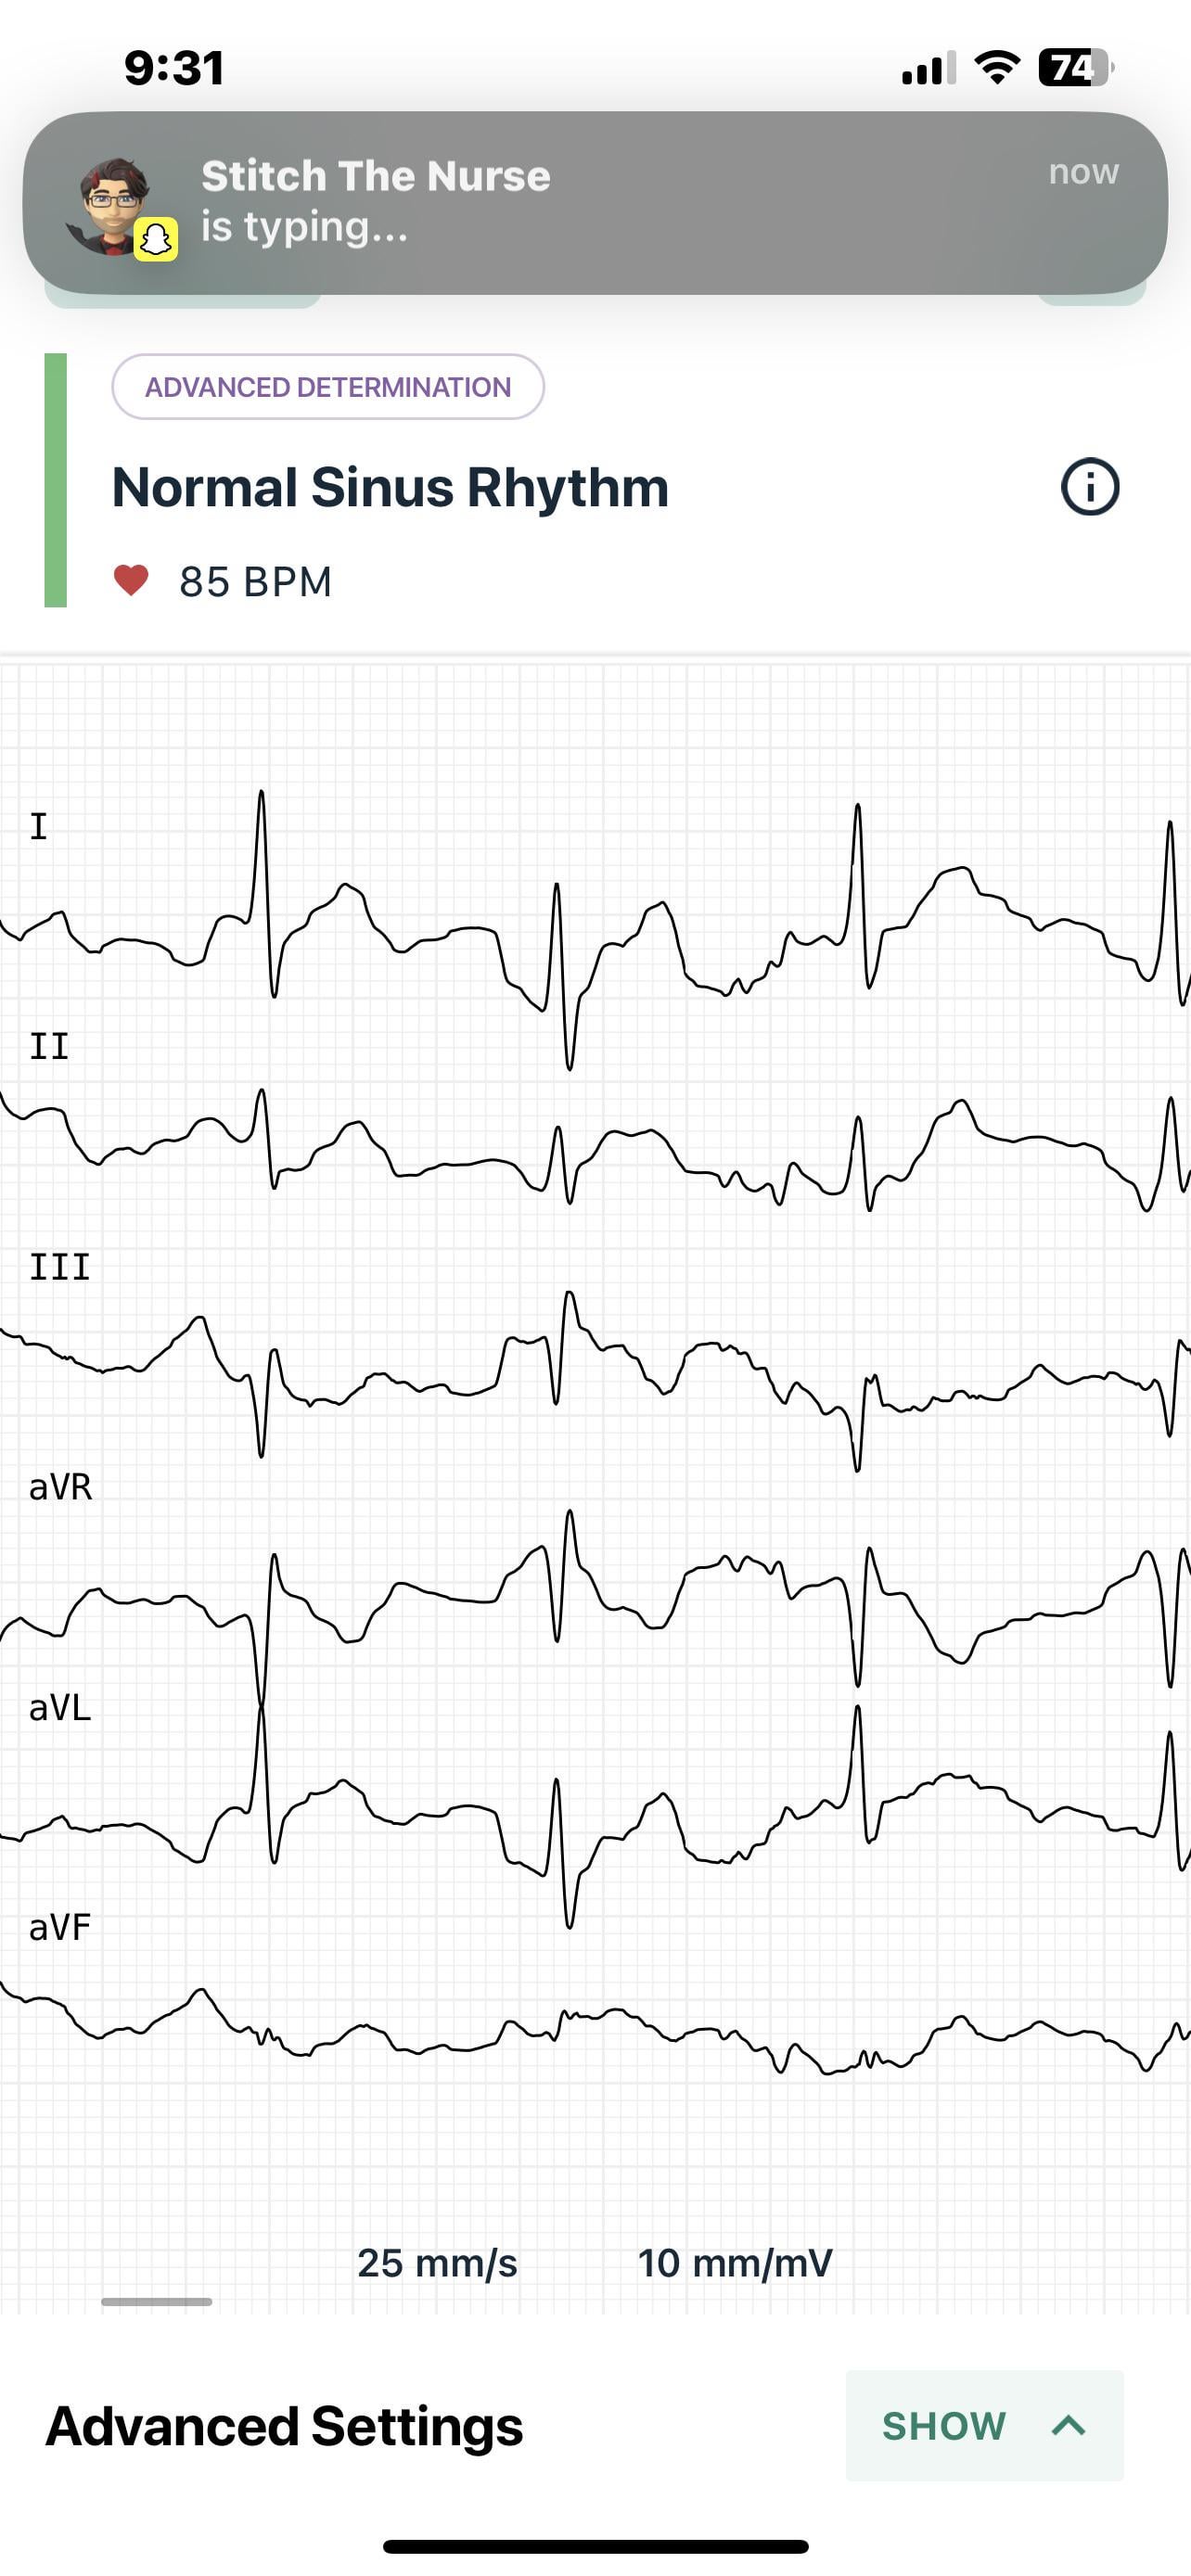 9:31
74
Stitch The Nurse
now
is typing...
ADVANCED DETERMINATION
Normal Sinus Rhythm
i
85 BPM
I
II
III
aVR
aVL
aVF
25 mm/s 10 mm/mV
Advanced Settings
SHOW